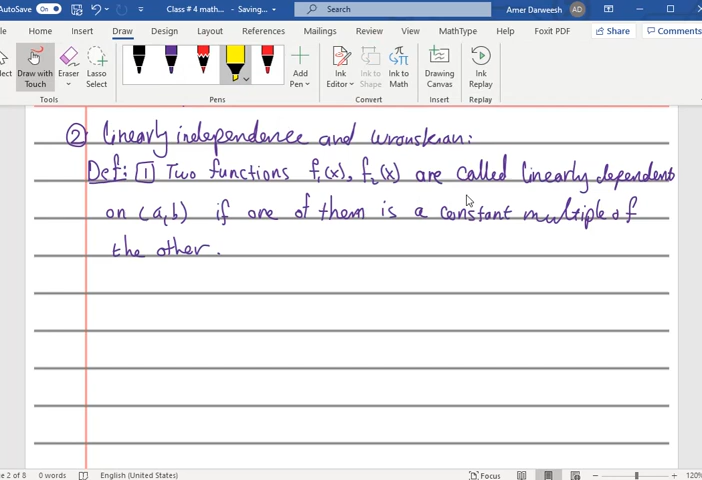 AutoSave On Class # 4 math... - Saving... Search Amer Darweesh AD
File Home Insert Draw Design Layout References Mailings Review View MathType Help Foxit PDF Share Comments
Draw with Touch Eraser Lasso Select Add Pen Ink Editor Ink to Shape Ink to Math Drawing Canvas Ink Replay
Tools Pens Convert Insert Replay
② Linearly independence and wronskian:
Def: 1 Two functions f₁(x), f₂(x) are called linearly dependent
on (a,b) if one of them is a constant multiple of
the other.
Page 2 of 8 0 words English (United States) Focus 120%